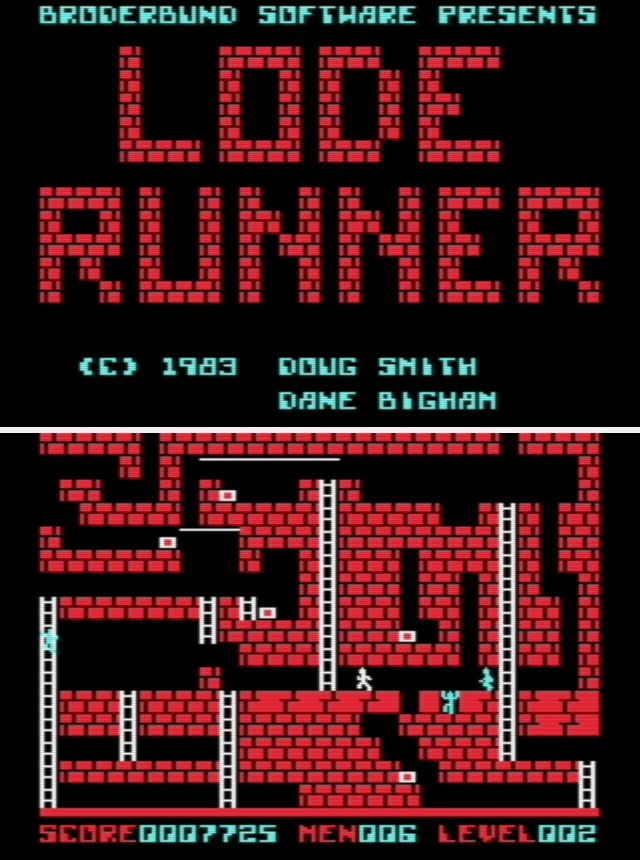 BRODERBUND SOFTWARE PRESENTS
LODE
RUNNER
(C) 1983 DOUG SMITH
DANE BIGHAM
SCORE0007725 MEN006 LEVEL002